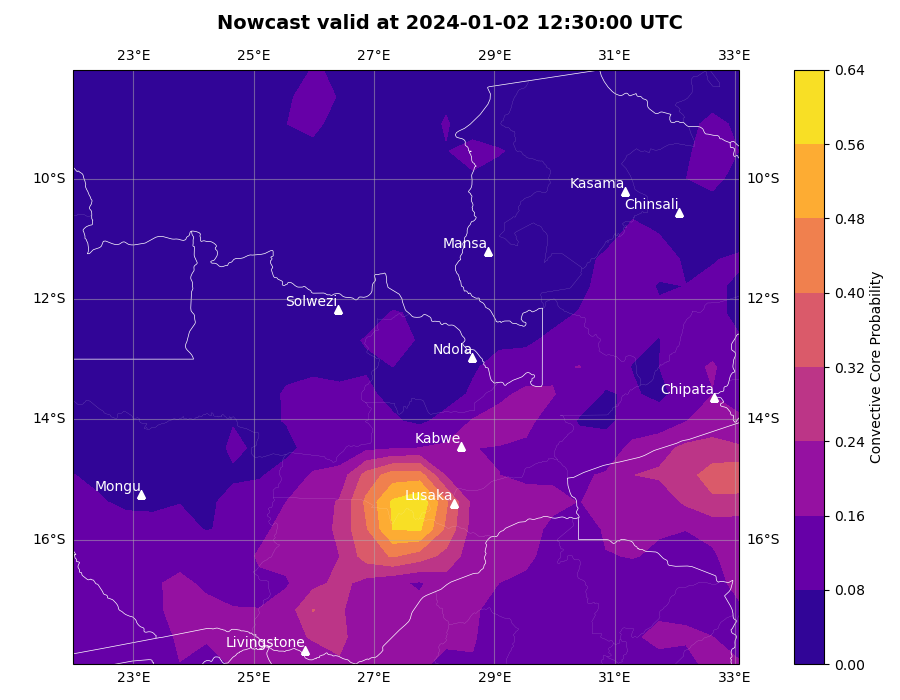 Nowcast valid at 2024-01-02 12:30:00 UTC
23°E 25°E 27°E 29°E 31°E 33°E
0.64
0.56
10°S 10°S
Kasama
Chinsali
0.48
Mansa
0.40
12°S 12°S
Solwezi
Ndola
0.32
Chipata
14°S 14°S
Kabwe
0.24
Mongu
Lusaka
0.16
16°S 16°S
0.08
Livingstone
0.00
23°E 25°E 27°E 29°E 31°E 33°E
Convective Core Probability